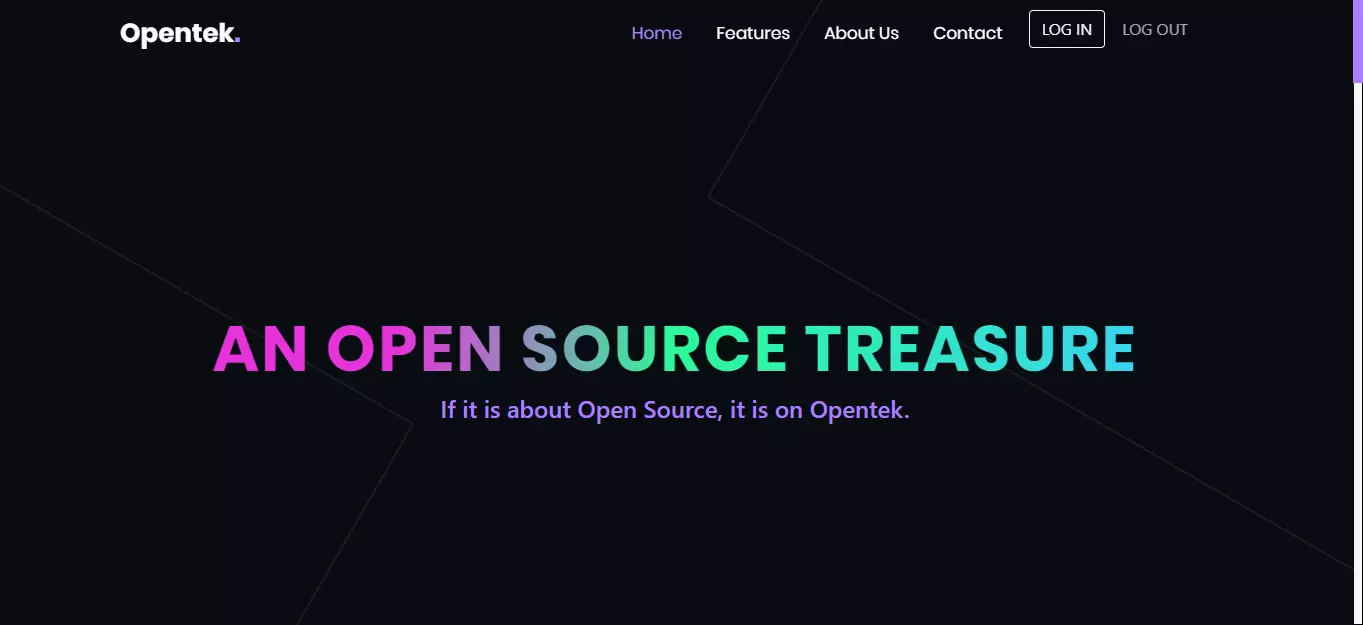 Opentek. Home Features About Us Contact LOG IN LOG OUT
AN OPEN SOURCE TREASURE
If it is about Open Source, it is on Opentek.